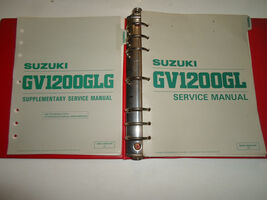 SUZUKI
GV1200GLG
SUPPLEMENTARY SERVICE MANUAL
SUZUKI
GV1200GL
SERVICE MANUAL